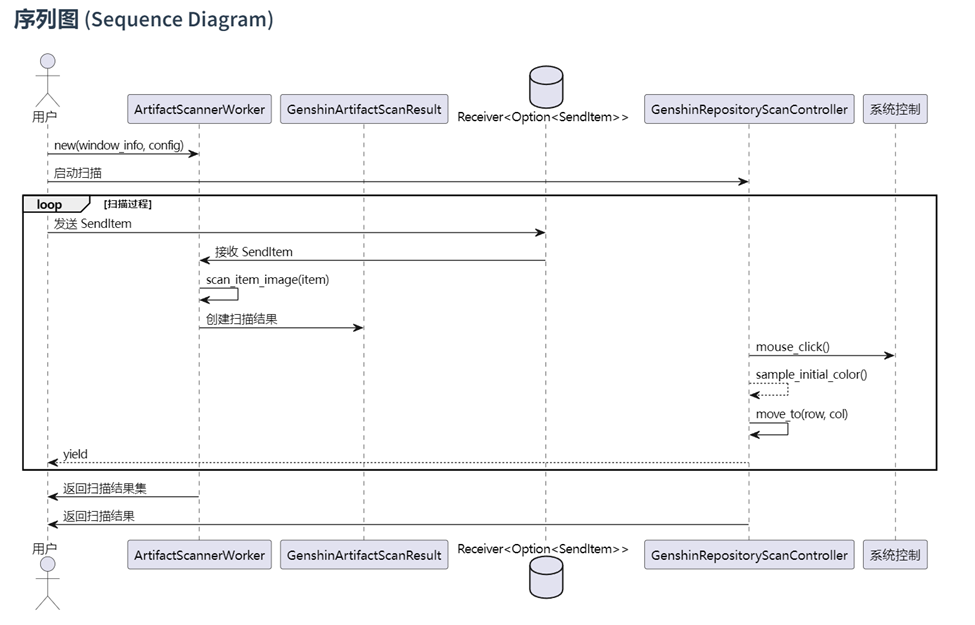 序列图 (Sequence Diagram)
用户
ArtifactScannerWorker
GenshinArtifactScanResult
Receiver<Option<SendItem>>
GenshinRepositoryScanController
系统控制
new(window_info, config)
启动扫描
loop
[扫描过程]
发送 SendItem
接收 SendItem
scan_item_image(item)
创建扫描结果
mouse_click()
sample_initial_color()
move_to(row, col)
yield
返回扫描结果集
返回扫描结果
用户
ArtifactScannerWorker
GenshinArtifactScanResult
Receiver<Option<SendItem>>
GenshinRepositoryScanController
系统控制